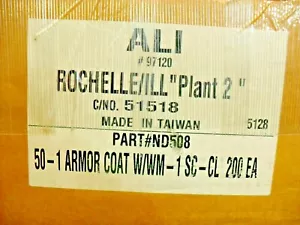 ALI
# 97120
ROCHELLE/ILL "Plant 2"
C/NO. 51518
MADE IN TAIWAN 5128
PART#ND508
50-1 ARMOR COAT W/WM-1 SC-CL 200 EA